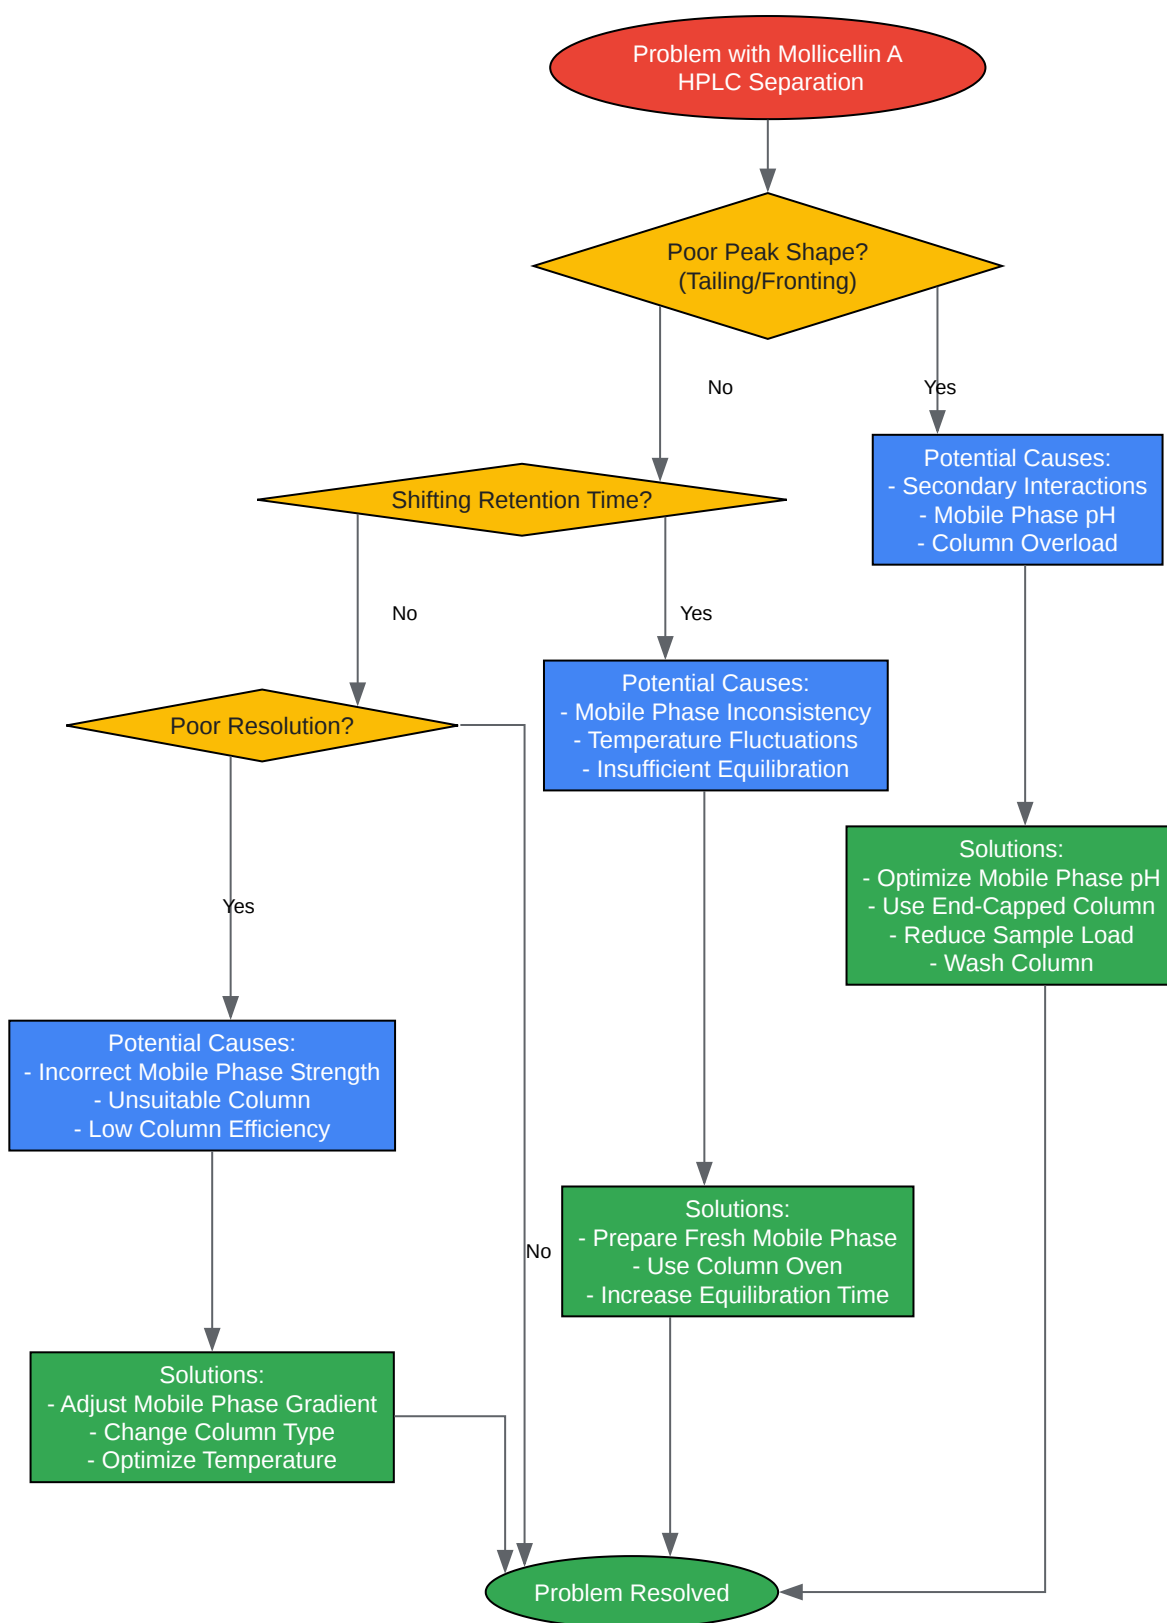 Problem with Mollicellin A
HPLC Separation
Poor Peak Shape?
(Tailing/Fronting)
No
Yes
Potential Causes:
- Secondary Interactions
- Mobile Phase pH
- Column Overload
Shifting Retention Time?
No
Yes
Potential Causes:
- Mobile Phase Inconsistency
- Temperature Fluctuations
- Insufficient Equilibration
Poor Resolution?
Solutions:
- Optimize Mobile Phase pH
- Use End-Capped Column
- Reduce Sample Load
- Wash Column
Yes
Potential Causes:
- Incorrect Mobile Phase Strength
- Unsuitable Column
- Low Column Efficiency
No
Solutions:
- Prepare Fresh Mobile Phase
- Use Column Oven
- Increase Equilibration Time
Solutions:
- Adjust Mobile Phase Gradient
- Change Column Type
- Optimize Temperature
Problem Resolved